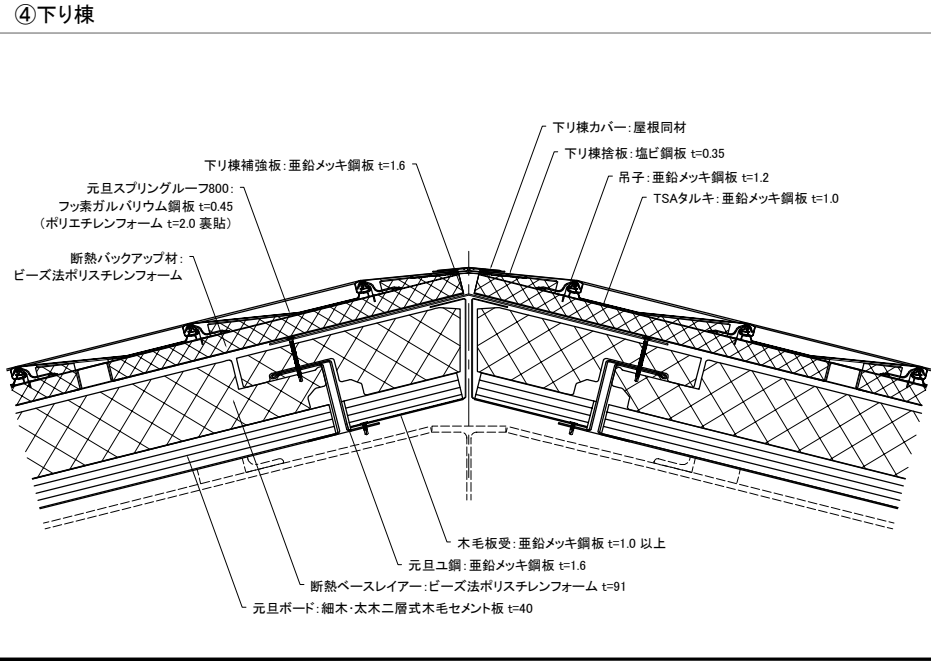 ④下り棟
下り棟カバー：屋根同材
下り棟捨板：塩ビ鋼板 t=0.35
下り棟補強板：亜鉛メッキ鋼板 t=1.6
吊子：亜鉛メッキ鋼板 t=1.2
元旦スプリングルーフ800：
TSAタルキ：亜鉛メッキ鋼板 t=1.0
フッ素ガルバリウム鋼板 t=0.45
（ポリエチレンフォーム t=2.0 裏貼）
断熱バックアップ材：
ビーズ法ポリスチレンフォーム
木毛板受：亜鉛メッキ鋼板 t=1.0 以上
元旦ユ鋼：亜鉛メッキ鋼板 t=1.6
断熱ベースレイアー：ビーズ法ポリスチレンフォーム t=91
元旦ボード：細木・太木二層式木毛セメント板 t=40